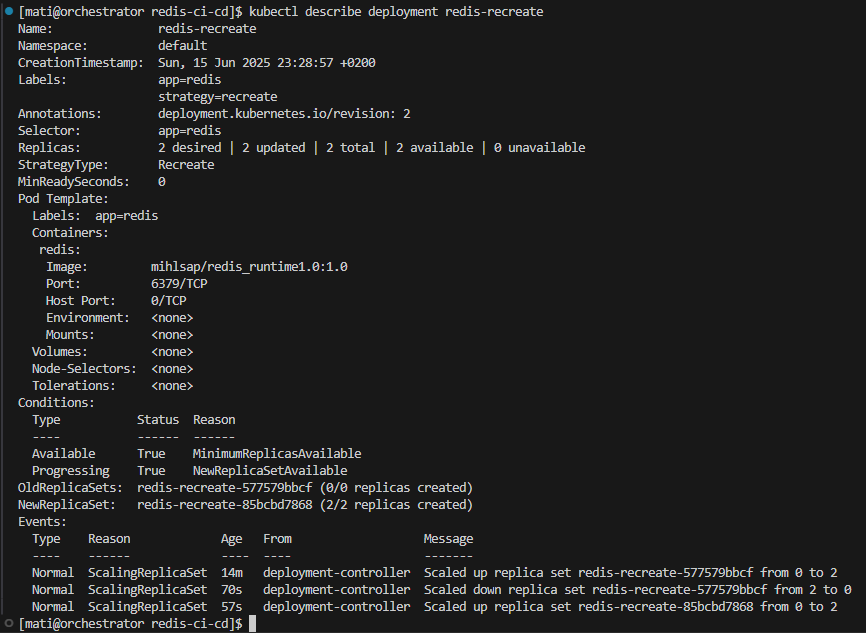 [mati@orchestrator redis-ci-cd]$ kubectl describe deployment redis-recreate
Name:                   redis-recreate
Namespace:              default
CreationTimestamp:  Sun, 15 Jun 2025 23:28:57 +0200
Labels:                 app=redis
                        strategy=recreate
Annotations:            deployment.kubernetes.io/revision: 2
Selector:               app=redis
Replicas:               2 desired | 2 updated | 2 total | 2 available | 0 unavailable
StrategyType:           Recreate
MinReadySeconds:        0
Pod Template:
  Labels:  app=redis
  Containers:
   redis:
    Image:         mihlsap/redis_runtime1.0:1.0
    Port:          6379/TCP
    Host Port:     0/TCP
    Environment:   <none>
    Mounts:        <none>
  Volumes:         <none>
  Node-Selectors:  <none>
  Tolerations:     <none>
Conditions:
  Type           Status  Reason
  ----           ------  ------
  Available      True    MinimumReplicasAvailable
  Progressing    True    NewReplicaSetAvailable
OldReplicaSets:  redis-recreate-577579bbcf (0/0 replicas created)
NewReplicaSet:   redis-recreate-85bcbd7868 (2/2 replicas created)
Events:
  Type    Reason             Age   From                   Message
  ----    ------             ----  ----                   -------
  Normal  ScalingReplicaSet  14m   deployment-controller  Scaled up replica set redis-recreate-577579bbcf from 0 to 2
  Normal  ScalingReplicaSet  70s   deployment-controller  Scaled down replica set redis-recreate-577579bbcf from 2 to 0
  Normal  ScalingReplicaSet  57s   deployment-controller  Scaled up replica set redis-recreate-85bcbd7868 from 0 to 2
[mati@orchestrator redis-ci-cd]$